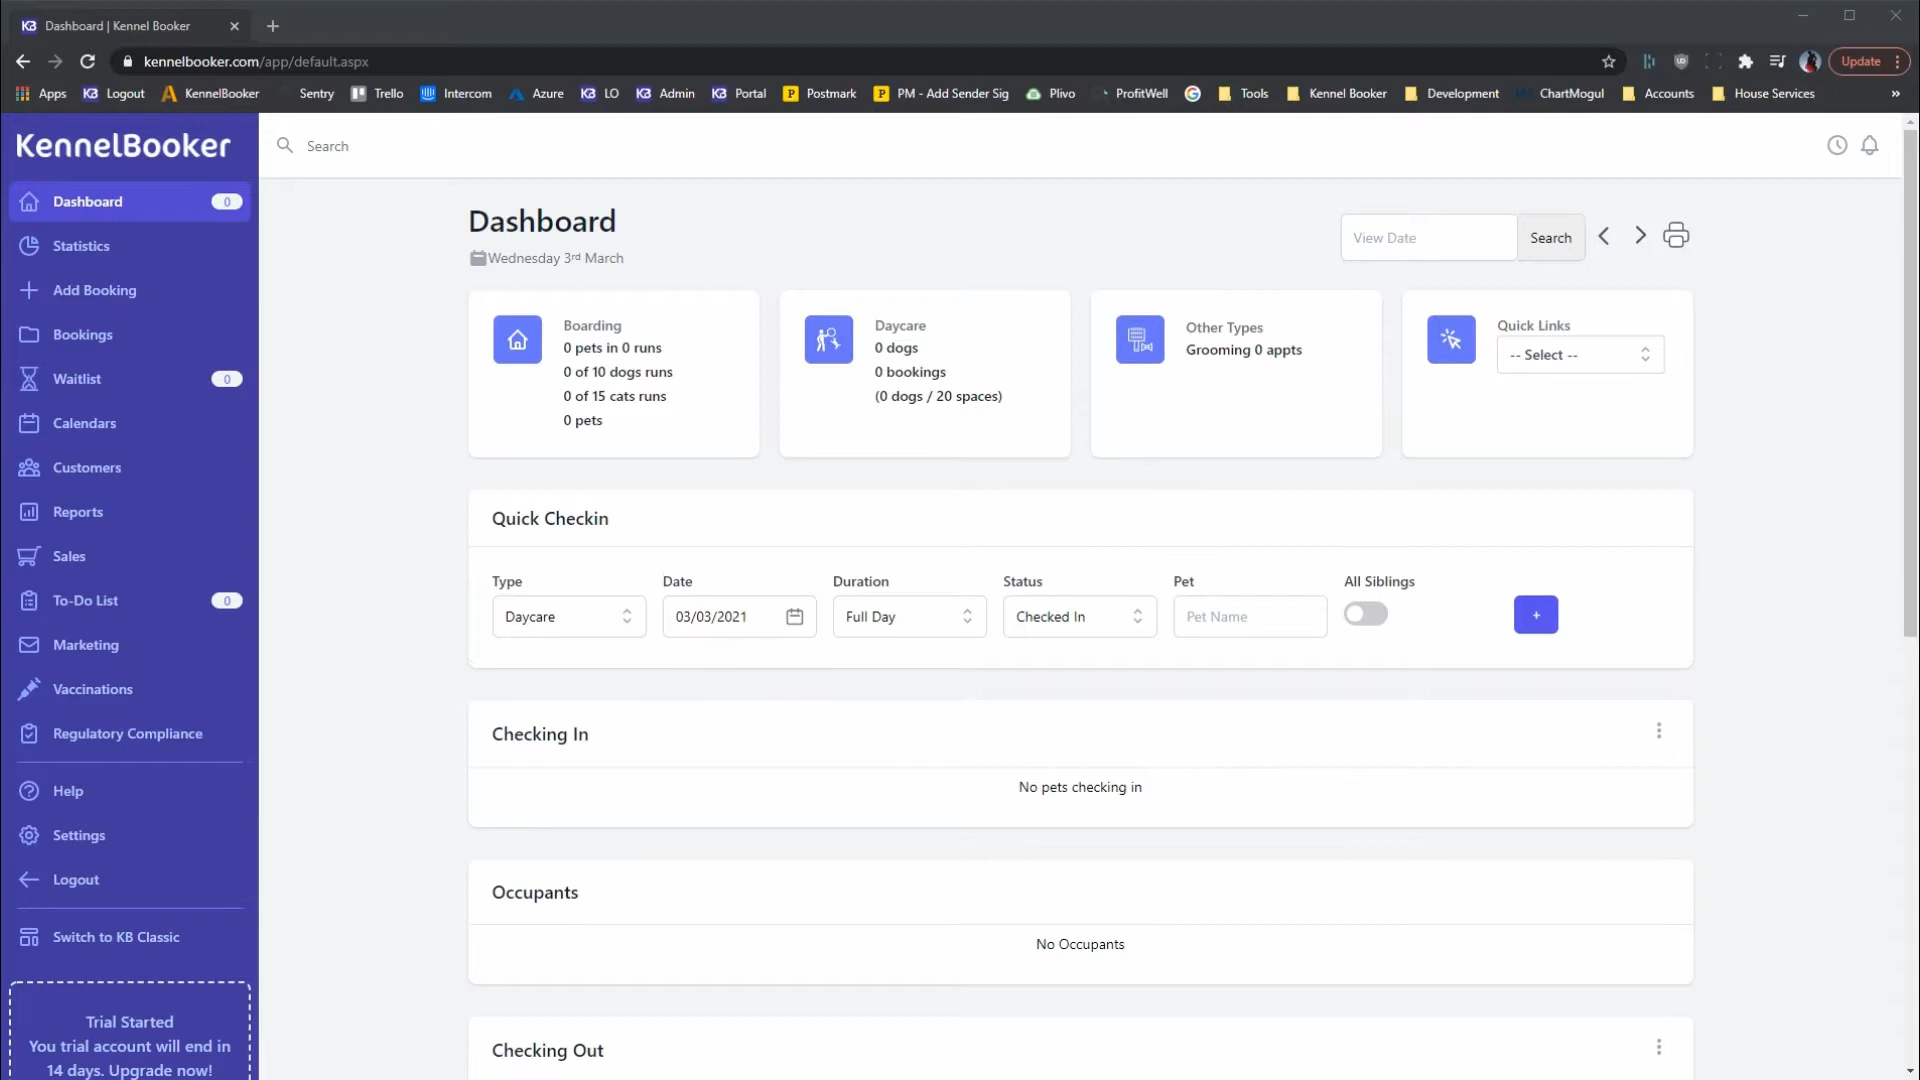 Dashboard | Kennel Booker
kennelbooker.com/app/default.aspx
Update
Apps
Logout
KennelBooker
Sentry
Trello
Intercom
Azure
LO
Admin
Portal
Postmark
PM - Add Sender Sig
Plivo
ProfitWell
Tools
Kennel Booker
Development
ChartMogul
Accounts
House Services
»
KennelBooker
Search
Dashboard 0
Statistics
Add Booking
Bookings
Waitlist 0
Calendars
Customers
Reports
Sales
To-Do List 0
Marketing
Vaccinations
Regulatory Compliance
Help
Settings
Logout
Switch to KB Classic
Trial Started
You trial account will end in
14 days. Upgrade now!
Dashboard
Wednesday 3rd March
View Date
Search
Boarding
0 pets in 0 runs
0 of 10 dogs runs
0 of 15 cats runs
0 pets
Daycare
0 dogs
0 bookings
(0 dogs / 20 spaces)
Other Types
Grooming 0 appts
Quick Links
-- Select --
Quick Checkin
Type
Daycare
Date
03/03/2021
Duration
Full Day
Status
Checked In
Pet
Pet Name
All Siblings
+
Checking In
No pets checking in
Occupants
No Occupants
Checking Out